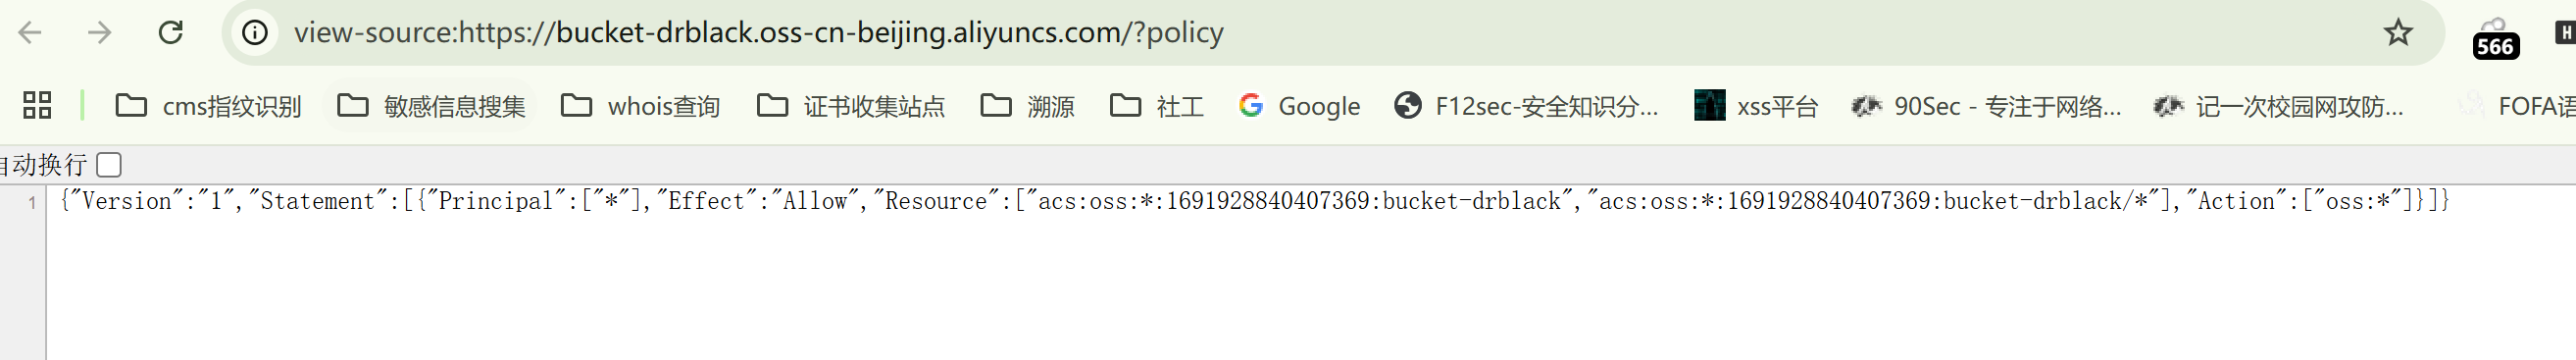 view-source:https://bucket-drblack.oss-cn-beijing.aliyuncs.com/?policy
566
H
cms指纹识别 敏感信息搜集 whois查询 证书收集站点 溯源 社工 Google F12sec-安全知识分... xss平台 90Sec - 专注于网络... 记一次校园网攻防... FOFA语
自动换行
1 {"Version":"1","Statement":[{"Principal":["*"],"Effect":"Allow","Resource":["acs:oss:*:1691928840407369:bucket-drblack","acs:oss:*:1691928840407369:bucket-drblack/*"],"Action":["oss:*"]}]}